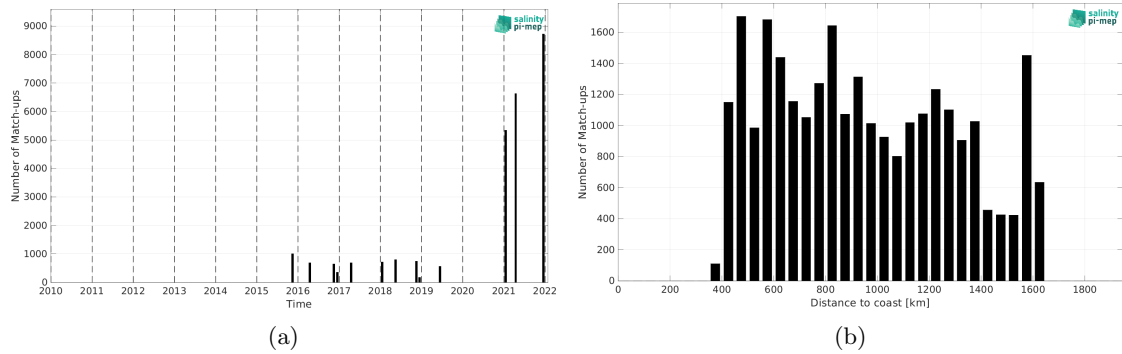 salinity
pi-mep
9000
8000
7000
6000
5000
4000
3000
2000
1000
0
Number of Match-ups
2010 2011 2012 2013 2014 2015 2016 2017 2018 2019 2020 2021 2022
Time
(a)
salinity
pi-mep
1600
1400
1200
1000
800
600
400
200
0
Number of Match-ups
0 200 400 600 800 1000 1200 1400 1600 1800
Distance to coast [km]
(b)